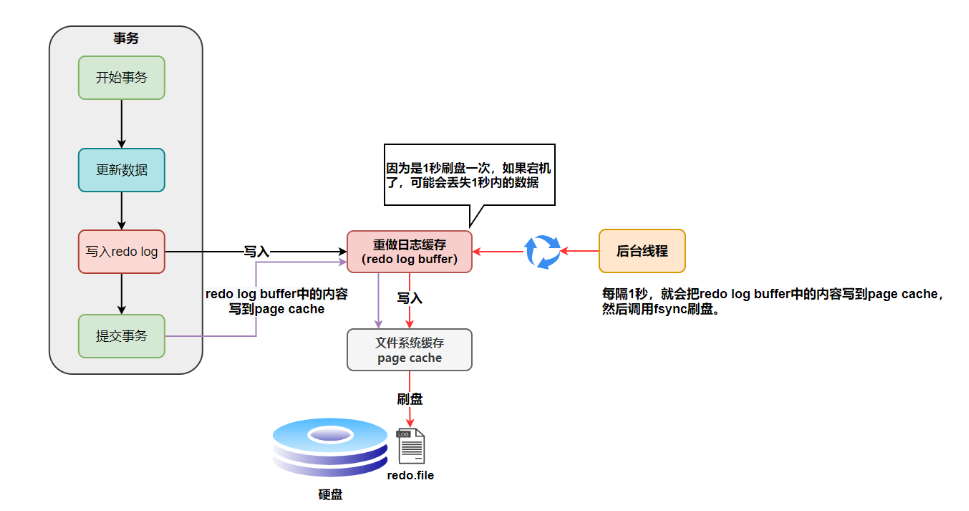 事务
开始事务
更新数据
写入redo log
提交事务
写入
redo log buffer中的内容
写到page cache
因为是1秒刷盘一次，如果宕机
了，可能会丢失1秒内的数据
重做日志缓存
（redo log buffer）
后台线程
每隔1秒，就会把redo log buffer中的内容写到page cache，
然后调用fsync刷盘。
写入
文件系统缓存
page cache
刷盘
LOG
redo.file
硬盘